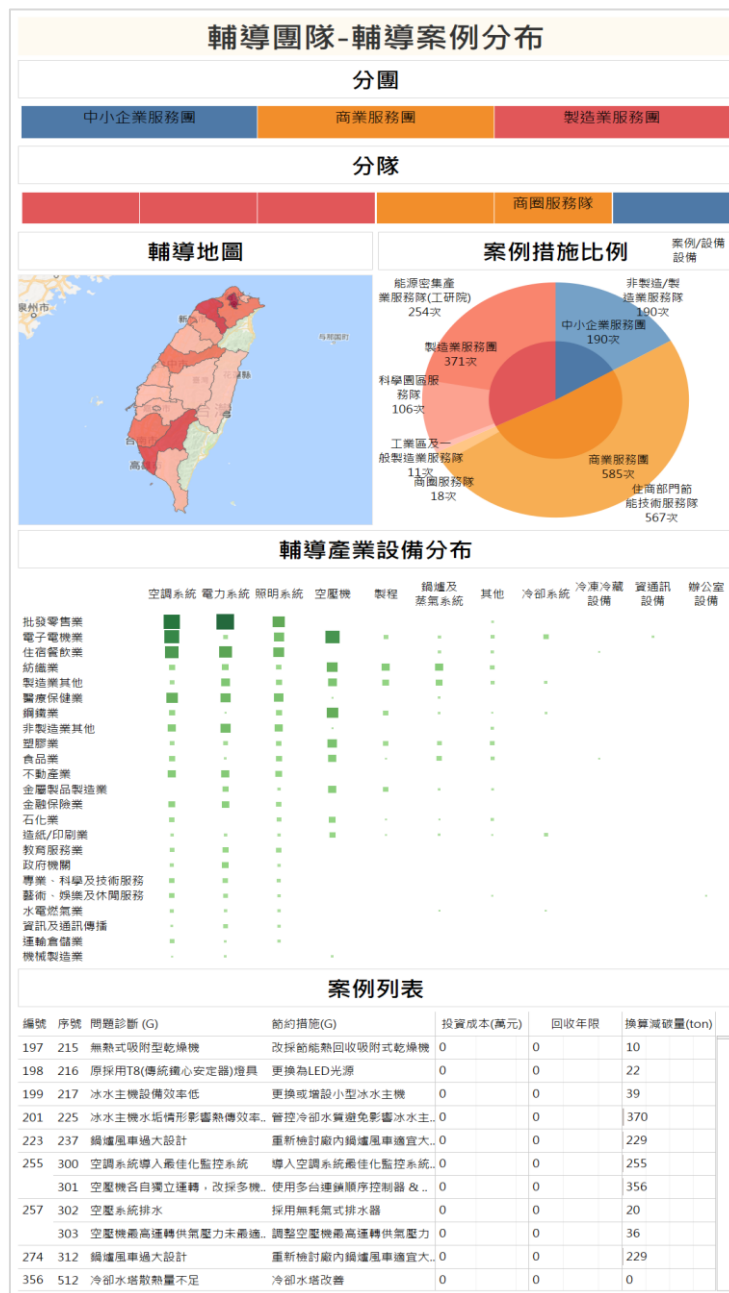 輔導團隊-輔導案例分布
分團
中小企業服務團 商業服務團 製造業服務團
分隊
商圈服務隊
輔導地圖
泉州市
台灣
案例措施比例
案例/設備
設備
能源密集產
業服務隊(工研院)
254次
非製造/製
造業服務隊
190次
中小企業服務團
190次
製造業服務團
371次
科學園區服
務隊
106次
工業區及一
般製造業服務隊
11次
商圈服務隊
18次
商業服務團
585次
住商部門節
能技術服務隊
567次
輔導產業設備分布
空調系統 電力系統 照明系統 空壓機 製程 鍋爐及蒸氣系統 其他 冷卻系統 冷凍冷藏設備 資通訊設備 辦公室設備
批發零售業
電子電機業
住宿餐飲業
紡織業
製造業其他
醫療保健業
鋼鐵業
非製造業其他
塑膠業
食品業
不動產業
金屬製品製造業
金融保險業
石化業
造紙/印刷業
教育服務業
政府機關
專業、科學及技術服務
藝術、娛樂及休閒服務
水電燃氣業
資訊及通訊傳播
運輸倉儲業
機械製造業
案例列表
編號 序號 問題診斷 (G) 節約措施(G) 投資成本(萬元) 回收年限 換算減碳量(ton)
197 215 無熱式吸附型乾燥機 改採節能熱回收吸附式乾燥機 0 0 10
198 216 原採用T8(傳統鐵心安定器)燈具 更換為LED光源 0 0 22
199 217 冰水主機設備效率低 更換或增設小型冰水主機 0 0 39
201 225 冰水主機水垢情形影響熱傳效率.. 管控冷卻水質避免影響冰水主.. 0 0 370
223 237 鍋爐風車過大設計 重新檢討廠內鍋爐風車適宜大.. 0 0 229
255 300 空調系統導入最佳化監控系統 導入空調系統最佳化監控系統.. 0 0 255
301 空壓機各自獨立運轉，改採多機.. 使用多台連鎖順序控制器 & .. 0 0 356
257 302 空壓系統排水 採用無耗氣式排水器 0 0 20
303 空壓機最高運轉供氣壓力未最適.. 調整空壓機最高運轉供氣壓力 0 0 36
274 312 鍋爐風車過大設計 重新檢討廠內鍋爐風車適宜大.. 0 0 229
356 512 冷卻水塔散熱量不足 冷卻水塔改善 0 0 0